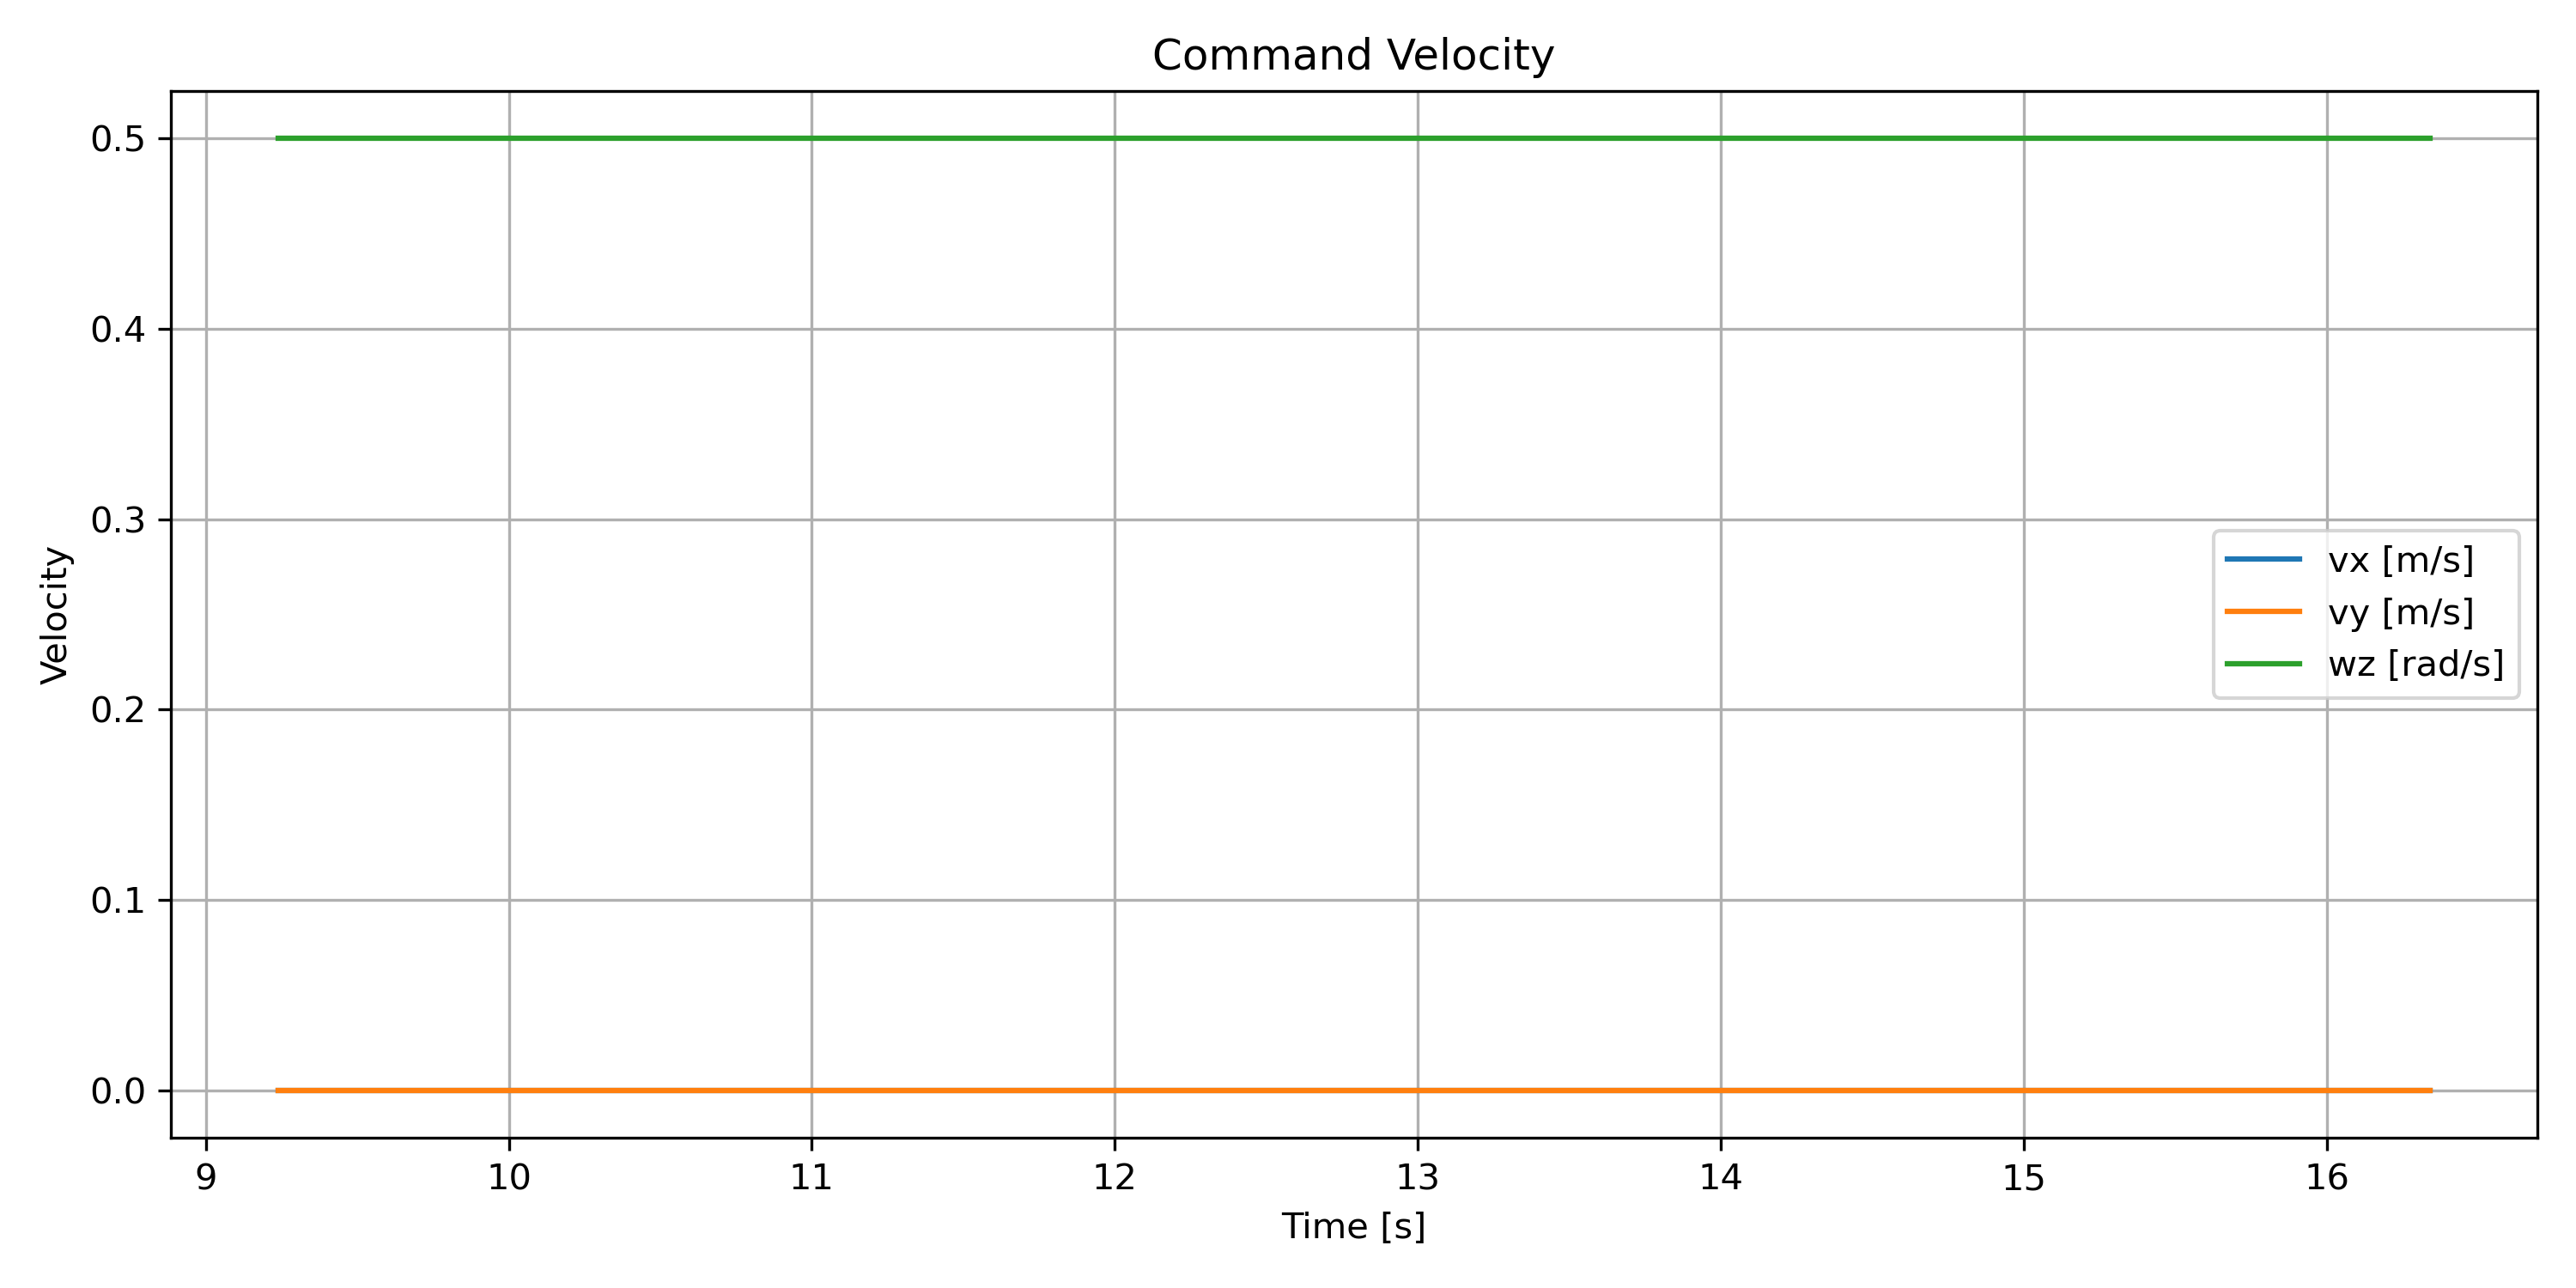 Command Velocity
0.5
0.4
0.3
0.2
0.1
0.0
Velocity
vx [m/s]
vy [m/s]
wz [rad/s]
9 10 11 12 13 14 15 16
Time [s]